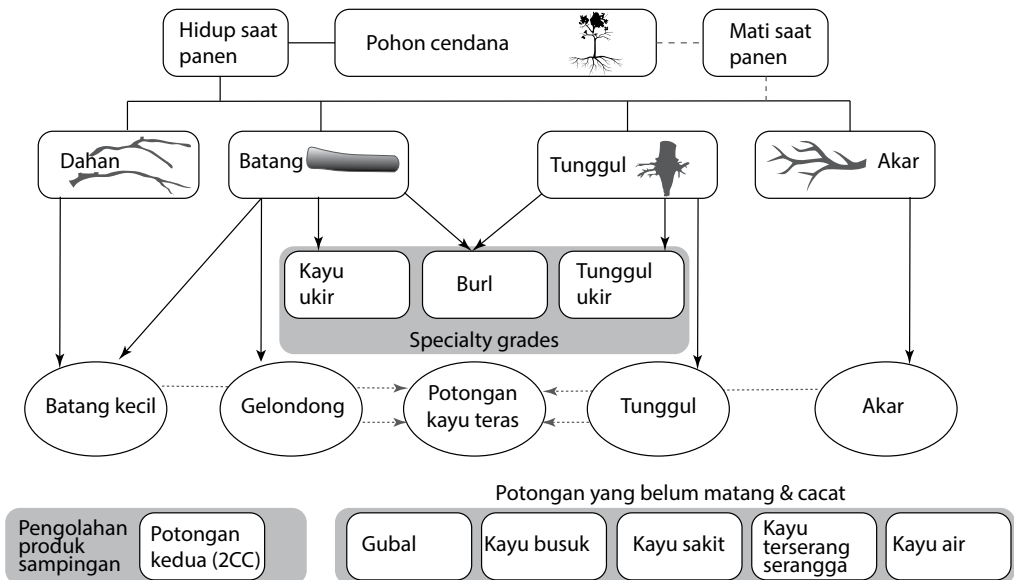 Hidup saat
panen
Pohon cendana
Mati saat
panen
Dahan
Batang
Tunggul
Akar
Kayu
ukir
Burl
Tunggul
ukir
Specialty grades
Batang kecil
Gelondong
Potongan
kayu teras
Tunggul
Akar
Pengolahan
produk
sampingan
Potongan
kedua (2CC)
Potongan yang belum matang & cacat
Gubal
Kayu busuk
Kayu sakit
Kayu
terserang
serangga
Kayu air